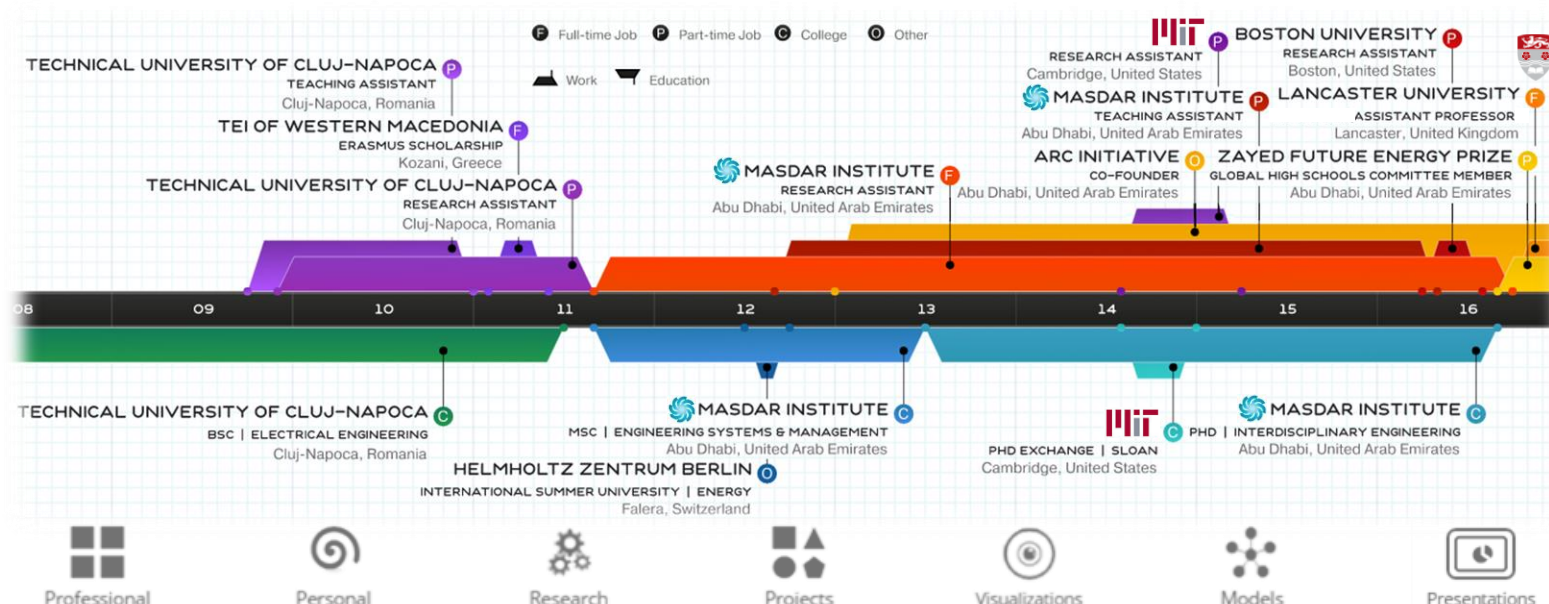 F Full-time Job P Part-time Job C College O Other
Work Education
TECHNICAL UNIVERSITY OF CLUJ-NAPOCA P
TEACHING ASSISTANT
Cluj-Napoca, Romania
TEI OF WESTERN MACEDONIA F
ERASMUS SCHOLARSHIP
Kozani, Greece
TECHNICAL UNIVERSITY OF CLUJ-NAPOCA P
RESEARCH ASSISTANT
Cluj-Napoca, Romania
MASDAR INSTITUTE F
RESEARCH ASSISTANT
Abu Dhabi, United Arab Emirates
MIT P
RESEARCH ASSISTANT
Cambridge, United States
MASDAR INSTITUTE P
TEACHING ASSISTANT
Abu Dhabi, United Arab Emirates
ARC INITIATIVE O
CO-FOUNDER
Abu Dhabi, United Arab Emirates
BOSTON UNIVERSITY P
RESEARCH ASSISTANT
Boston, United States
LANCASTER UNIVERSITY F
ASSISTANT PROFESSOR
Lancaster, United Kingdom
ZAYED FUTURE ENERGY PRIZE P
GLOBAL HIGH SCHOOLS COMMITTEE MEMBER
Abu Dhabi, United Arab Emirates
08 09 10 11 12 13 14 15 16
TECHNICAL UNIVERSITY OF CLUJ-NAPOCA C
BSC | ELECTRICAL ENGINEERING
Cluj-Napoca, Romania
MASDAR INSTITUTE C
MSC | ENGINEERING SYSTEMS & MANAGEMENT
Abu Dhabi, United Arab Emirates
HELMHOLTZ ZENTRUM BERLIN O
INTERNATIONAL SUMMER UNIVERSITY | ENERGY
Falera, Switzerland
MIT C
PHD EXCHANGE | SLOAN
Cambridge, United States
MASDAR INSTITUTE C
PHD | INTERDISCIPLINARY ENGINEERING
Abu Dhabi, United Arab Emirates
Professional Personal Research Projects Visualizations Models Presentations